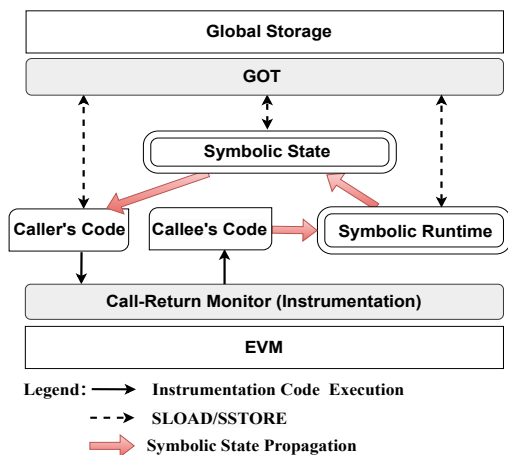 Global Storage
GOT
Symbolic State
Caller's Code
Callee's Code
Symbolic Runtime
Call-Return Monitor (Instrumentation)
EVM
Legend: Instrumentation Code Execution
SLOAD/SSTORE
Symbolic State Propagation